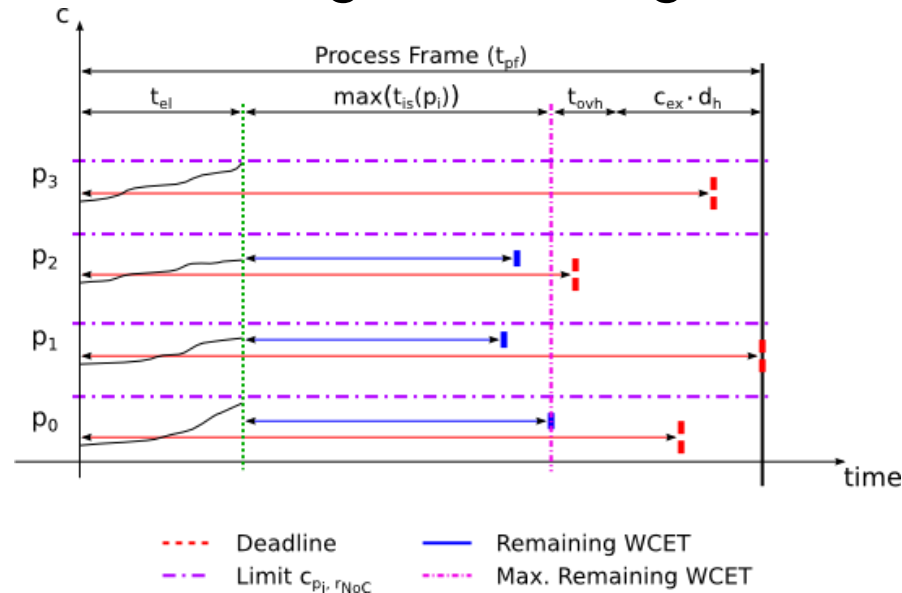 c
Process Frame (t_pf)
t_el max(t_is(p_i)) t_ovh c_ex · d_h
p_3
p_2
p_1
p_0
time
Deadline Remaining WCET
Limit c_p_i, r_NoC Max. Remaining WCET